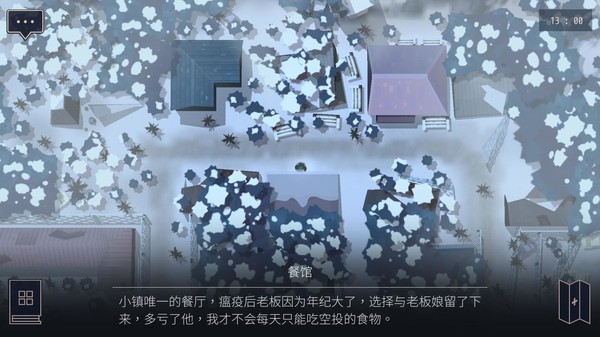 13 : 00
餐馆
小镇唯一的餐厅，瘟疫后老板因为年纪大了，选择与老板娘留了下
来，多亏了他，我才不会每天只能吃空投的食物。